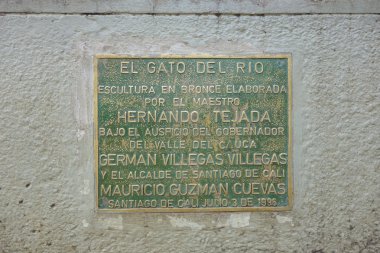 EL GATO DEL RIO
ESCULTURA EN BRONCE ELABORADA
POR EL MAESTRO
HERNANDO TEJADA
BAJO EL AUSPICIO DEL GOBERNADOR
DEL VALLE DEL CAUCA
GERMAN VILLEGAS VILLEGAS
Y EL ALCALDE DE SANTIAGO DE CALI
MAURICIO GUZMAN CUEVAS
SANTIAGO DE CALI JULIO 3 DE 1996